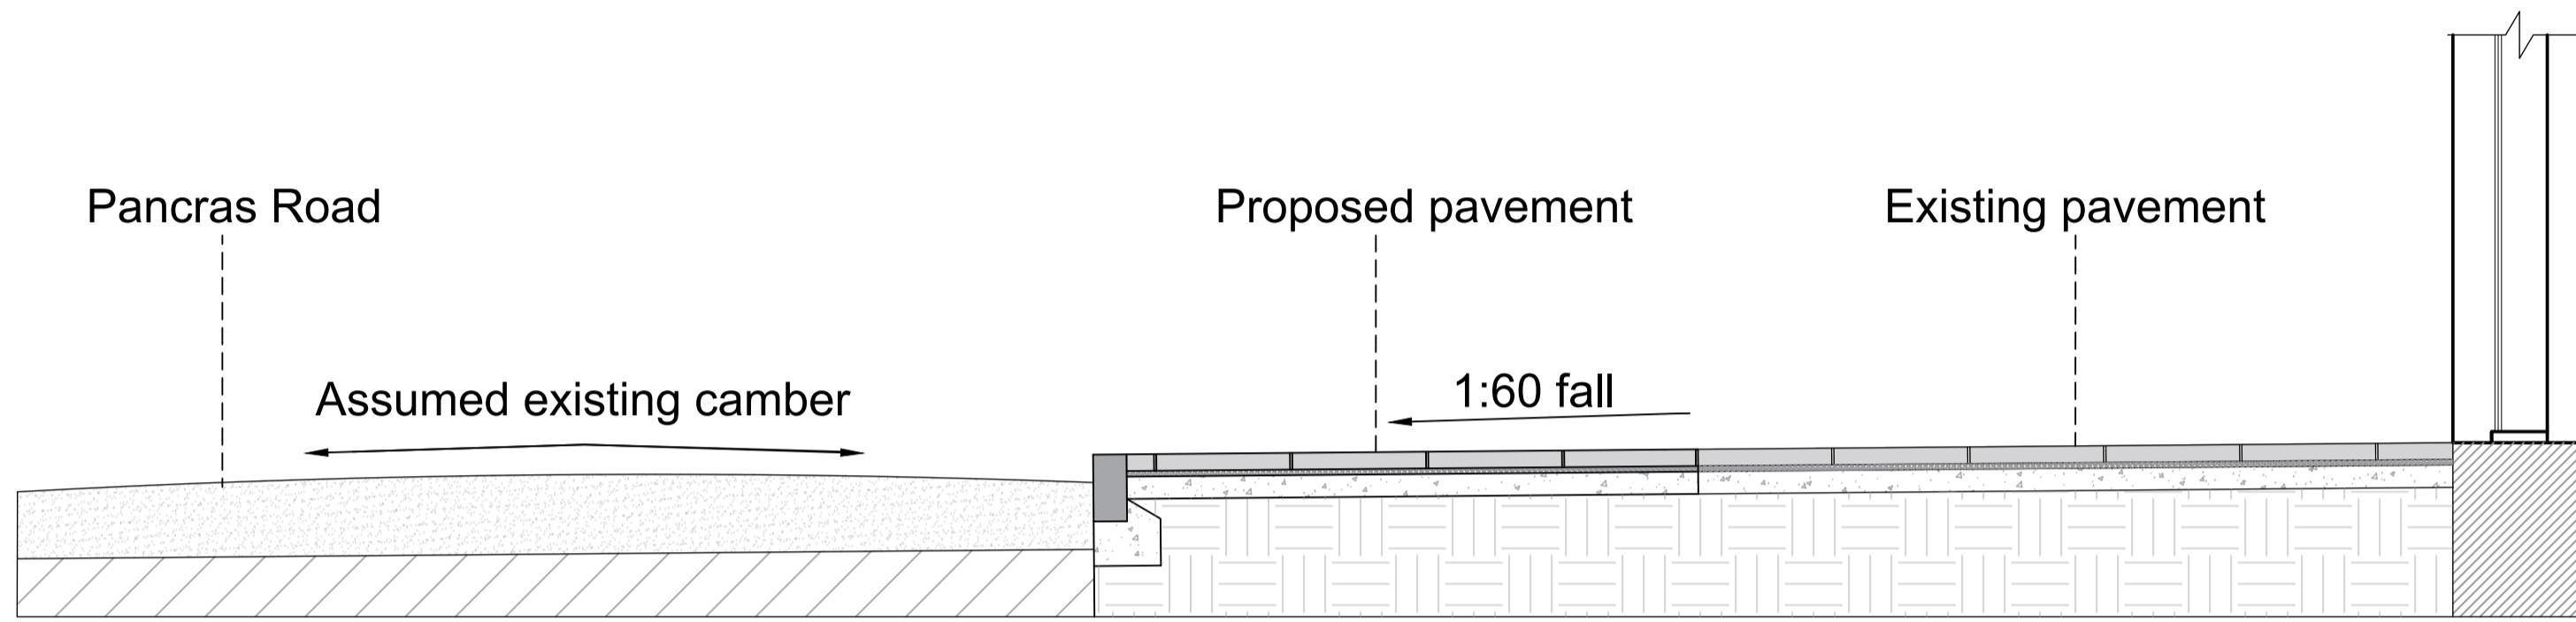 Pancras Road
Proposed pavement
Existing pavement
Assumed existing camber
1:60 fall